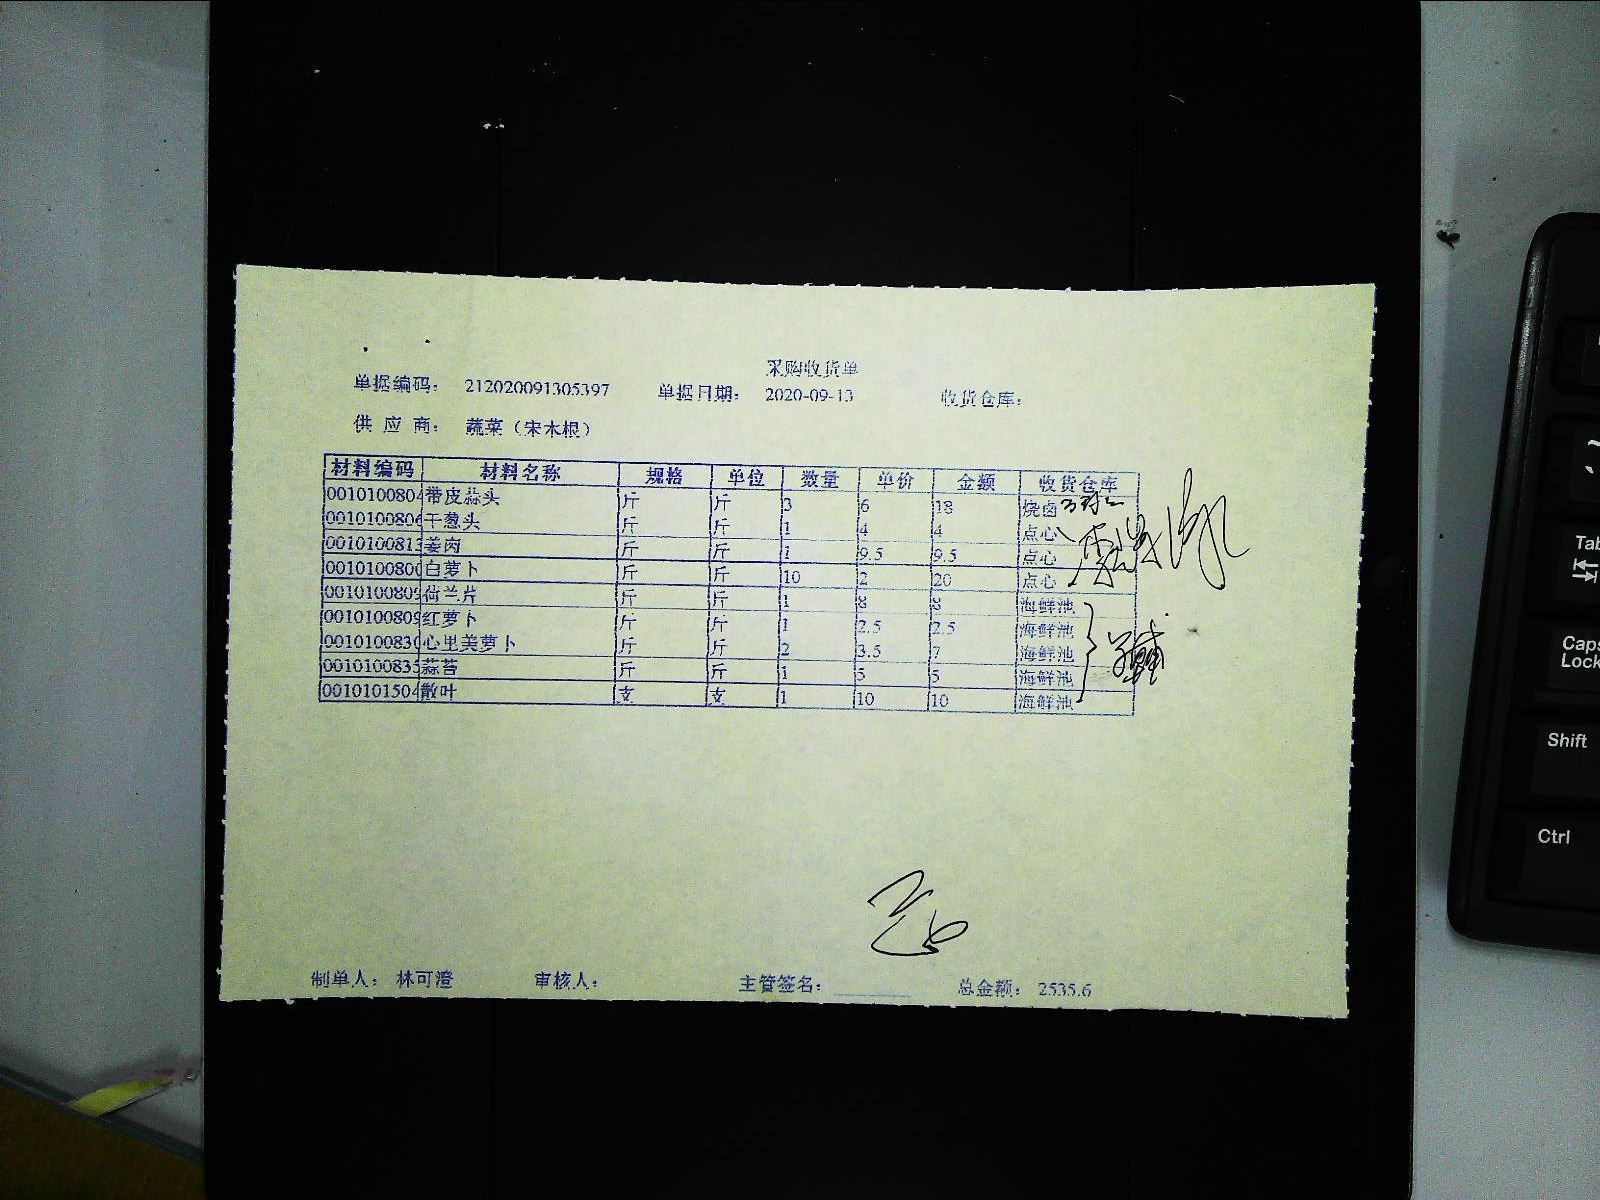 采购收货单
单据编码： 212020091305397 单据日期： 2020-09-13 收货仓库：
供 应 商： 蔬菜（宋木根）
材料编码 材料名称 规格 单位 数量 单价 金额 收货仓库
0010100804 带皮蒜头 斤 斤 3 6 18 烧卤
0010100806 干葱头 斤 斤 1 4 4 点心
0010100813 姜肉 斤 斤 1 9.5 9.5 点心
0010100800 白萝卜 斤 斤 10 2 20 点心
001010080 荷兰片 斤 斤 1 8 8 海鲜池
0010100809 红萝卜 斤 斤 1 2.5 2.5 海鲜池
001010083 心里美萝卜 斤 斤 2 3.5 7 海鲜池
0010100835 蒜苔 斤 斤 1 5 5 海鲜池
0010101504 散叶 支 支 1 10 10 海鲜池
制单人： 林可澄 审核人： 主管签名： 总金额： 2535.6
Tab
Caps Lock
Shift
Ctrl